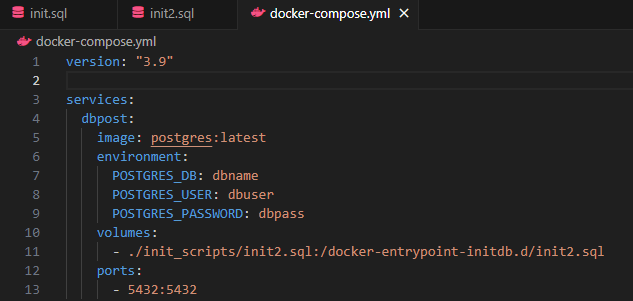 init.sql init2.sql docker-compose.yml
docker-compose.yml
1 version: "3.9"
2
3 services:
4   dbpost:
5     image: postgres:latest
6     environment:
7       POSTGRES_DB: dbname
8       POSTGRES_USER: dbuser
9       POSTGRES_PASSWORD: dbpass
10     volumes:
11       - ./init_scripts/init2.sql:/docker-entrypoint-initdb.d/init2.sql
12     ports:
13       - 5432:5432